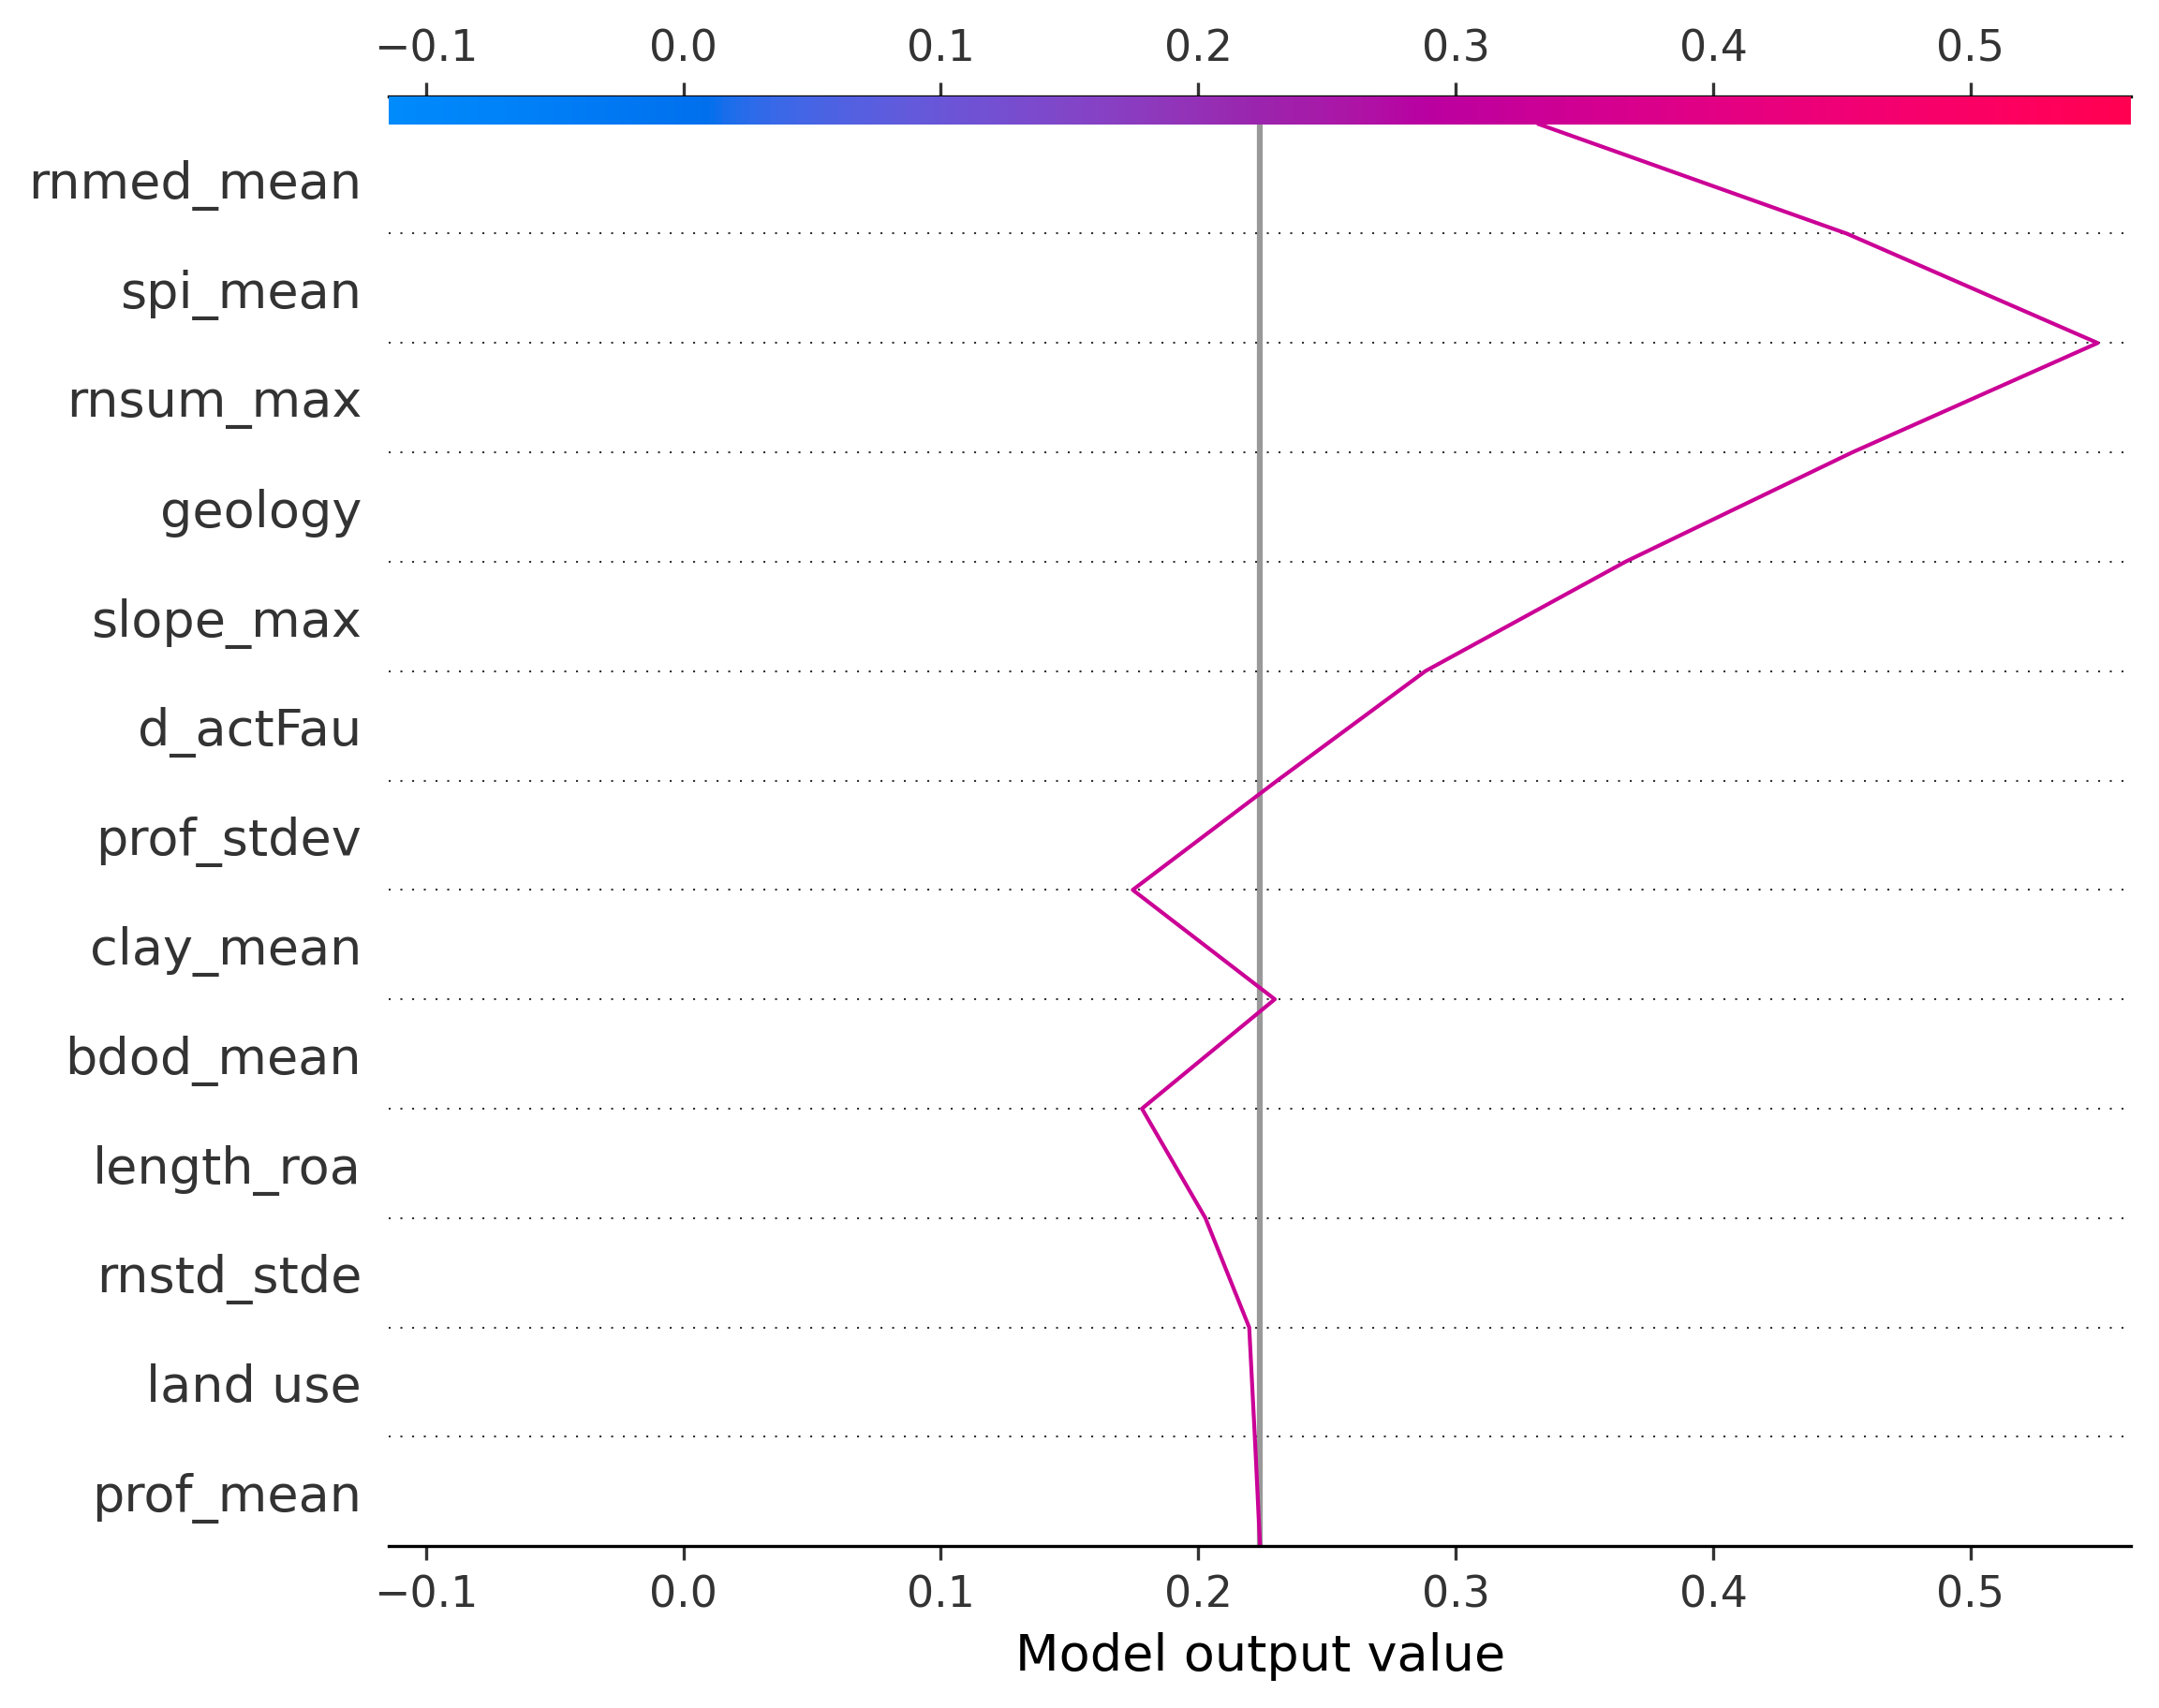 −0.1 0.0 0.1 0.2 0.3 0.4 0.5
rnmed_mean
spi_mean
rnsum_max
geology
slope_max
d_actFau
prof_stdev
clay_mean
bdod_mean
length_roa
rnstd_stde
land use
prof_mean
−0.1 0.0 0.1 0.2 0.3 0.4 0.5
Model output value